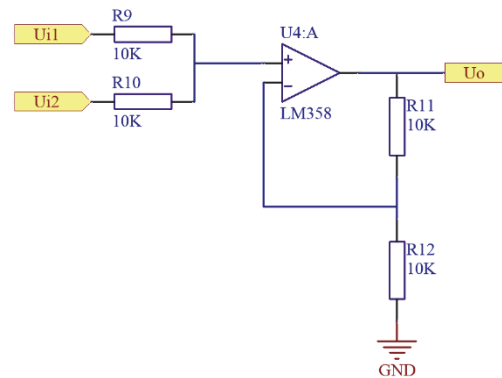 R9
Ui1
10K
R10
Ui2
10K
U4:A
+
−
LM358
Uo
R11
10K
R12
10K
GND